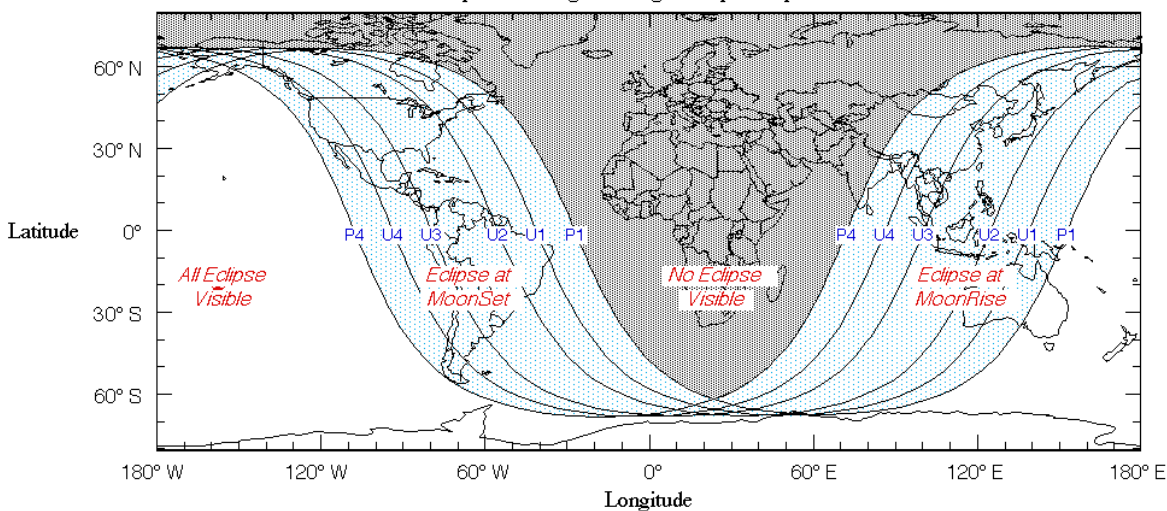 60° N
30° N
Latitude
0°
30° S
60° S
P4 U4 U3 U2 U1 P1 P4 U4 U3 U2 U1 P1
All Eclipse
Visible
Eclipse at
MoonSet
No Eclipse
Visible
Eclipse at
MoonRise
180° W 120° W 60° W 0° 60° E 120° E 180° E
Longitude